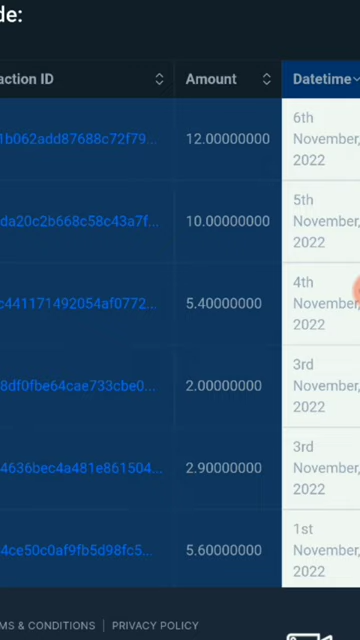 de:
action ID Amount Datetime
1b062add87688c72f79... 12.00000000 6th November, 2022
da20c2b668c58c43a7f... 10.00000000 5th November, 2022
c441171492054af0772... 5.40000000 4th November, 2022
8df0fbe64cae733cbe0... 2.00000000 3rd November, 2022
4636bec4a481e861504... 2.90000000 3rd November, 2022
4ce50c0af9fb5d98fc5... 5.60000000 1st November, 2022
MS & CONDITIONS | PRIVACY POLICY